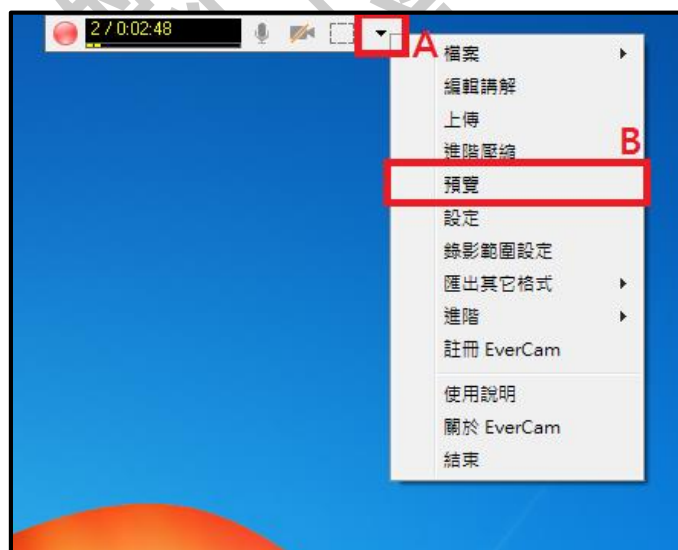 2 / 0:02:48
A
檔案
編輯講解
上傳
進階壓縮
B
預覽
設定
錄影範圍設定
匯出其它格式
進階
註冊 EverCam
使用說明
關於 EverCam
結束